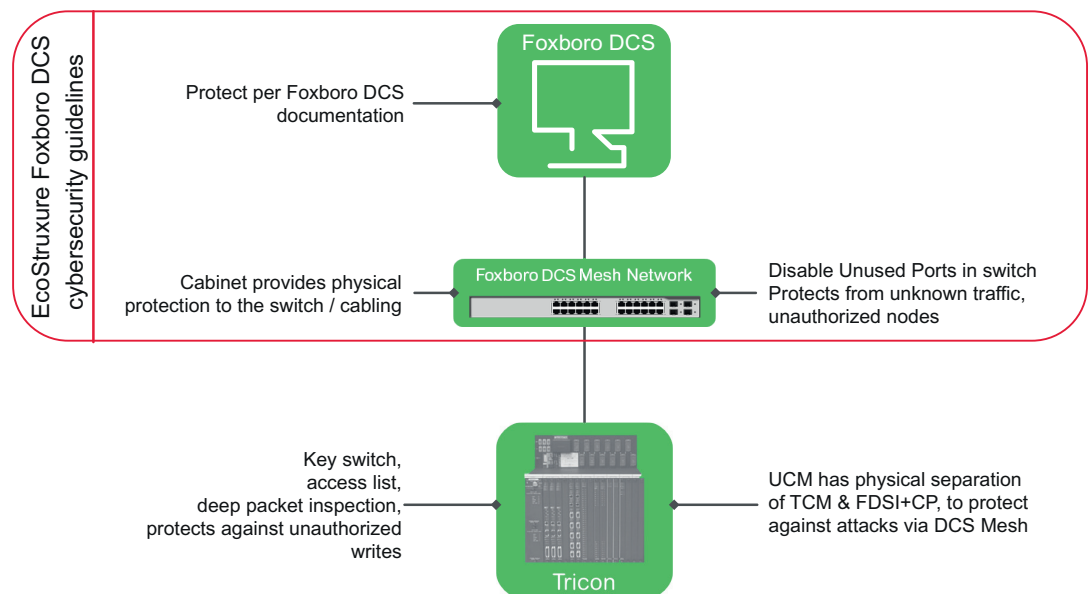 EcoStruxure Foxboro DCS
cybersecurity guidelines
Foxboro DCS
Protect per Foxboro DCS
documentation
Foxboro DCS Mesh Network
Cabinet provides physical
protection to the switch / cabling
Disable Unused Ports in switch
Protects from unknown traffic,
unauthorized nodes
Key switch,
access list,
deep packet inspection,
protects against unauthorized
writes
UCM has physical separation
of TCM & FDSI+CP, to protect
against attacks via DCS Mesh
Tricon